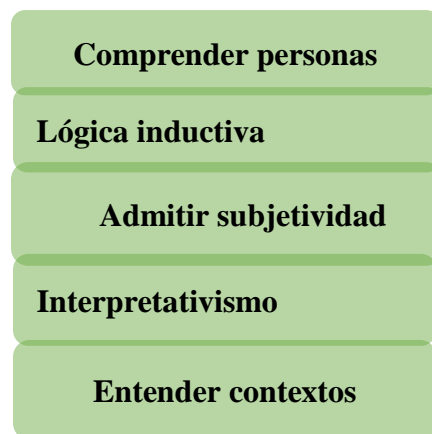 Comprender personas
Lógica inductiva
Admitir subjetividad
Interpretativismo
Entender contextos